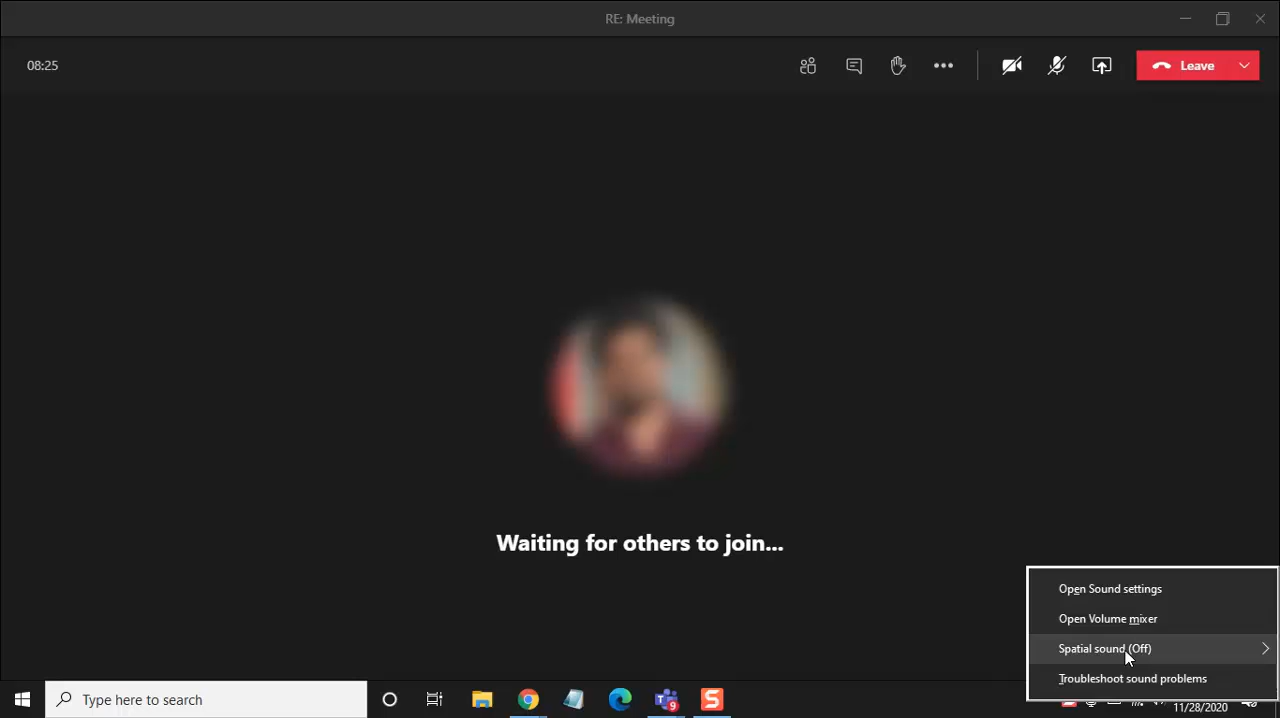 RE: Meeting
08:25
Leave
Waiting for others to join...
Open Sound settings
Open Volume mixer
Spatial sound (Off)
Troubleshoot sound problems
Type here to search
9
11/28/2020